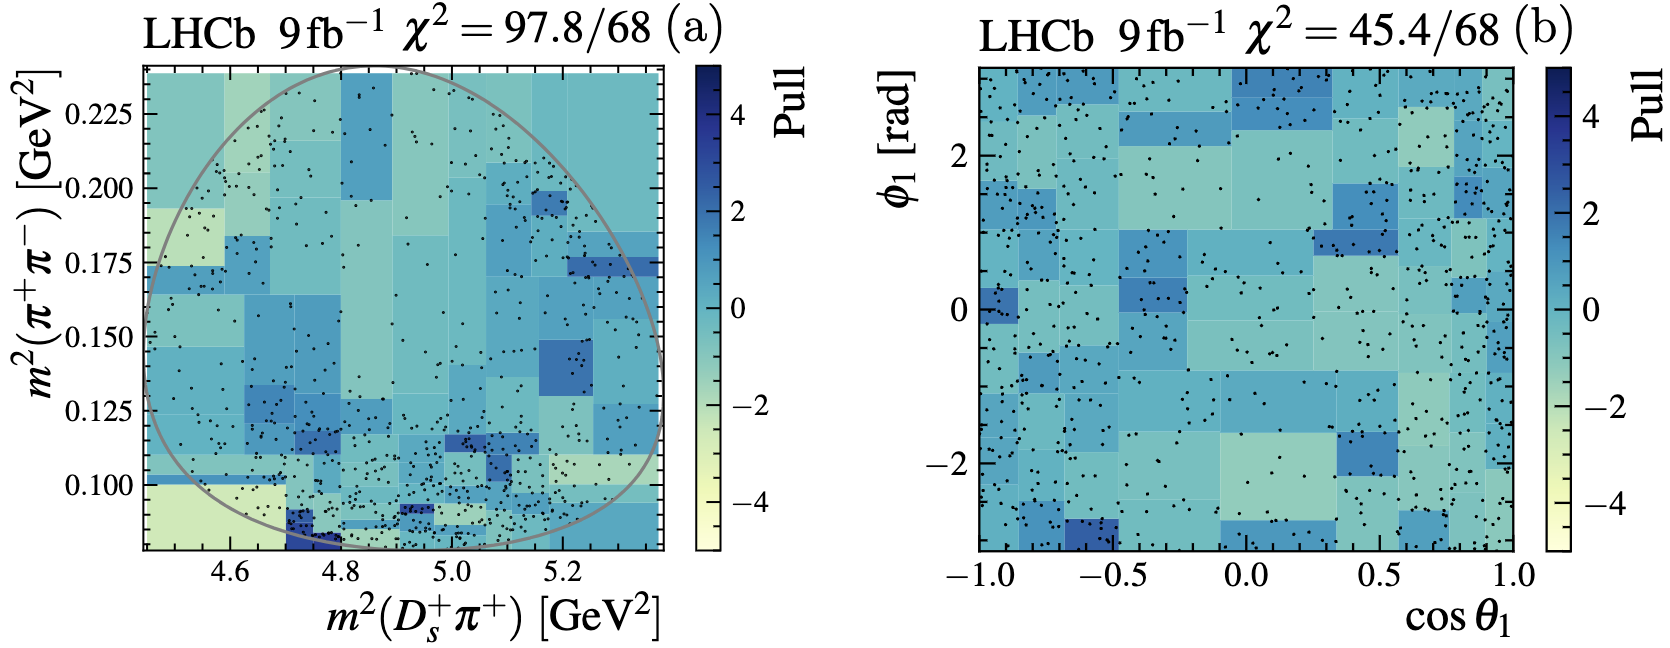 LHCb 9 fb⁻¹ χ² = 97.8/68 (a)
m²(π⁺π⁻) [GeV²]
0.225
0.200
0.175
0.150
0.125
0.100
4.6 4.8 5.0 5.2
m²(Dₛ⁺π⁺) [GeV²]
Pull
4
2
0
−2
−4
LHCb 9 fb⁻¹ χ² = 45.4/68 (b)
ϕ₁ [rad]
2
0
−2
−1.0 −0.5 0.0 0.5 1.0
cos θ₁
Pull
4
2
0
−2
−4